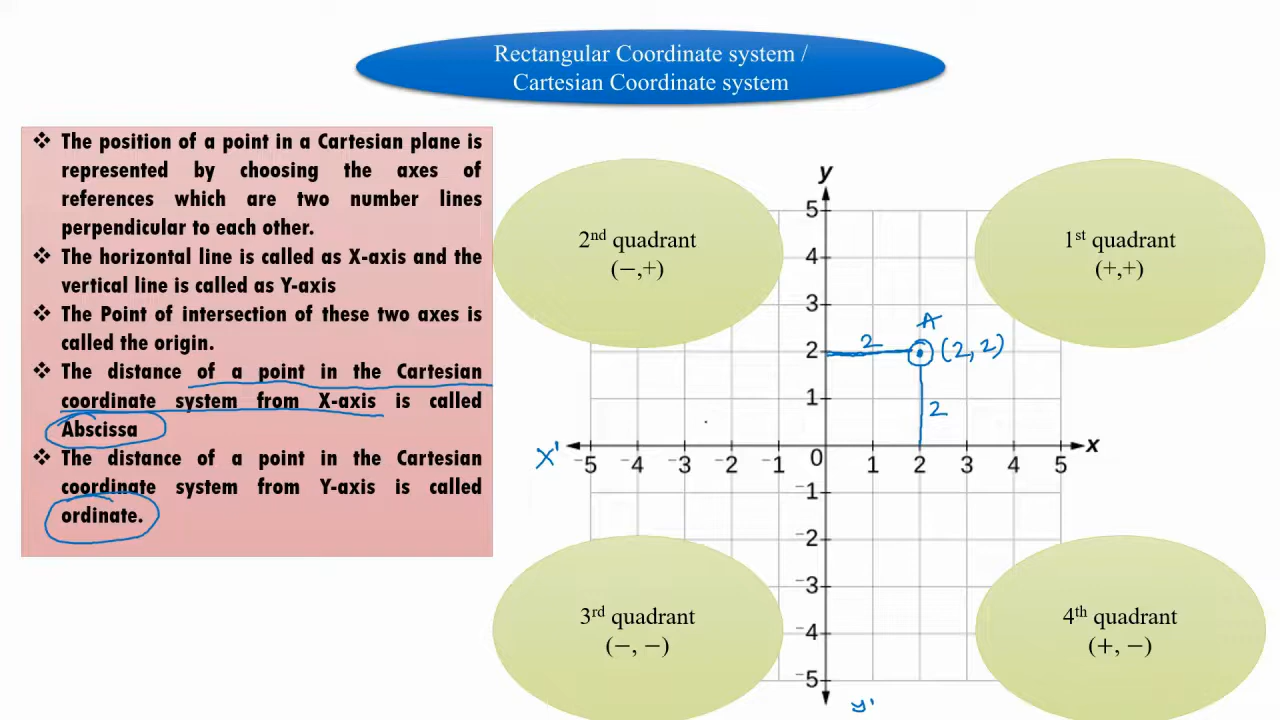 Rectangular Coordinate system /
Cartesian Coordinate system
❖ The position of a point in a Cartesian plane is
represented by choosing the axes of
references which are two number lines
perpendicular to each other.
❖ The horizontal line is called as X-axis and the
vertical line is called as Y-axis
❖ The Point of intersection of these two axes is
called the origin.
❖ The distance of a point in the Cartesian
coordinate system from X-axis is called
Abscissa
❖ The distance of a point in the Cartesian
coordinate system from Y-axis is called
ordinate.
2nd quadrant
(−,+)
1st quadrant
(+,+)
y
5
4
3
2
1
A
2 (2,2)
2
X' -5 -4 -3 -2 -1 0 1 2 3 4 5 x
-1
-2
-3
-4
-5
y'
3rd quadrant
(−, −)
4th quadrant
(+, −)